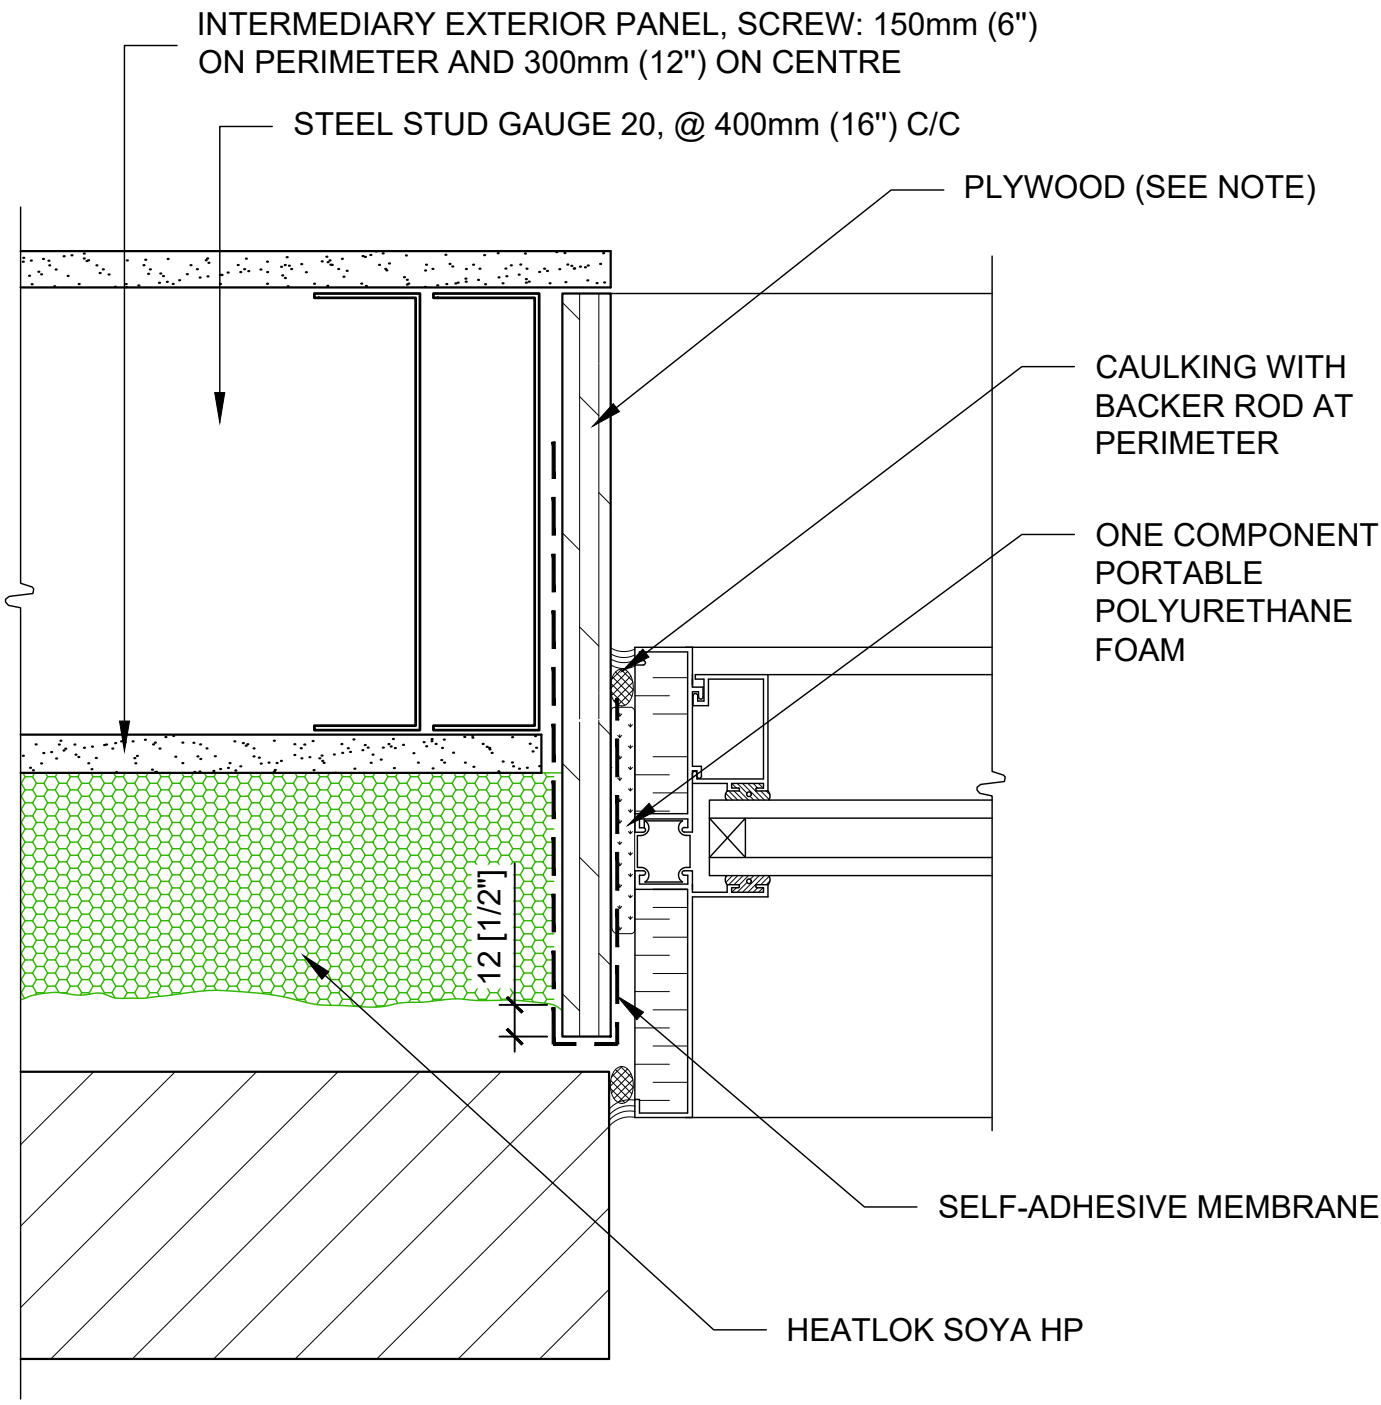 INTERMEDIARY EXTERIOR PANEL, SCREW: 150mm (6")
ON PERIMETER AND 300mm (12") ON CENTRE
STEEL STUD GAUGE 20, @ 400mm (16") C/C
PLYWOOD (SEE NOTE)
CAULKING WITH
BACKER ROD AT
PERIMETER
ONE COMPONENT
PORTABLE
POLYURETHANE
FOAM
12 [1/2"]
SELF-ADHESIVE MEMBRANE
HEATLOK SOYA HP